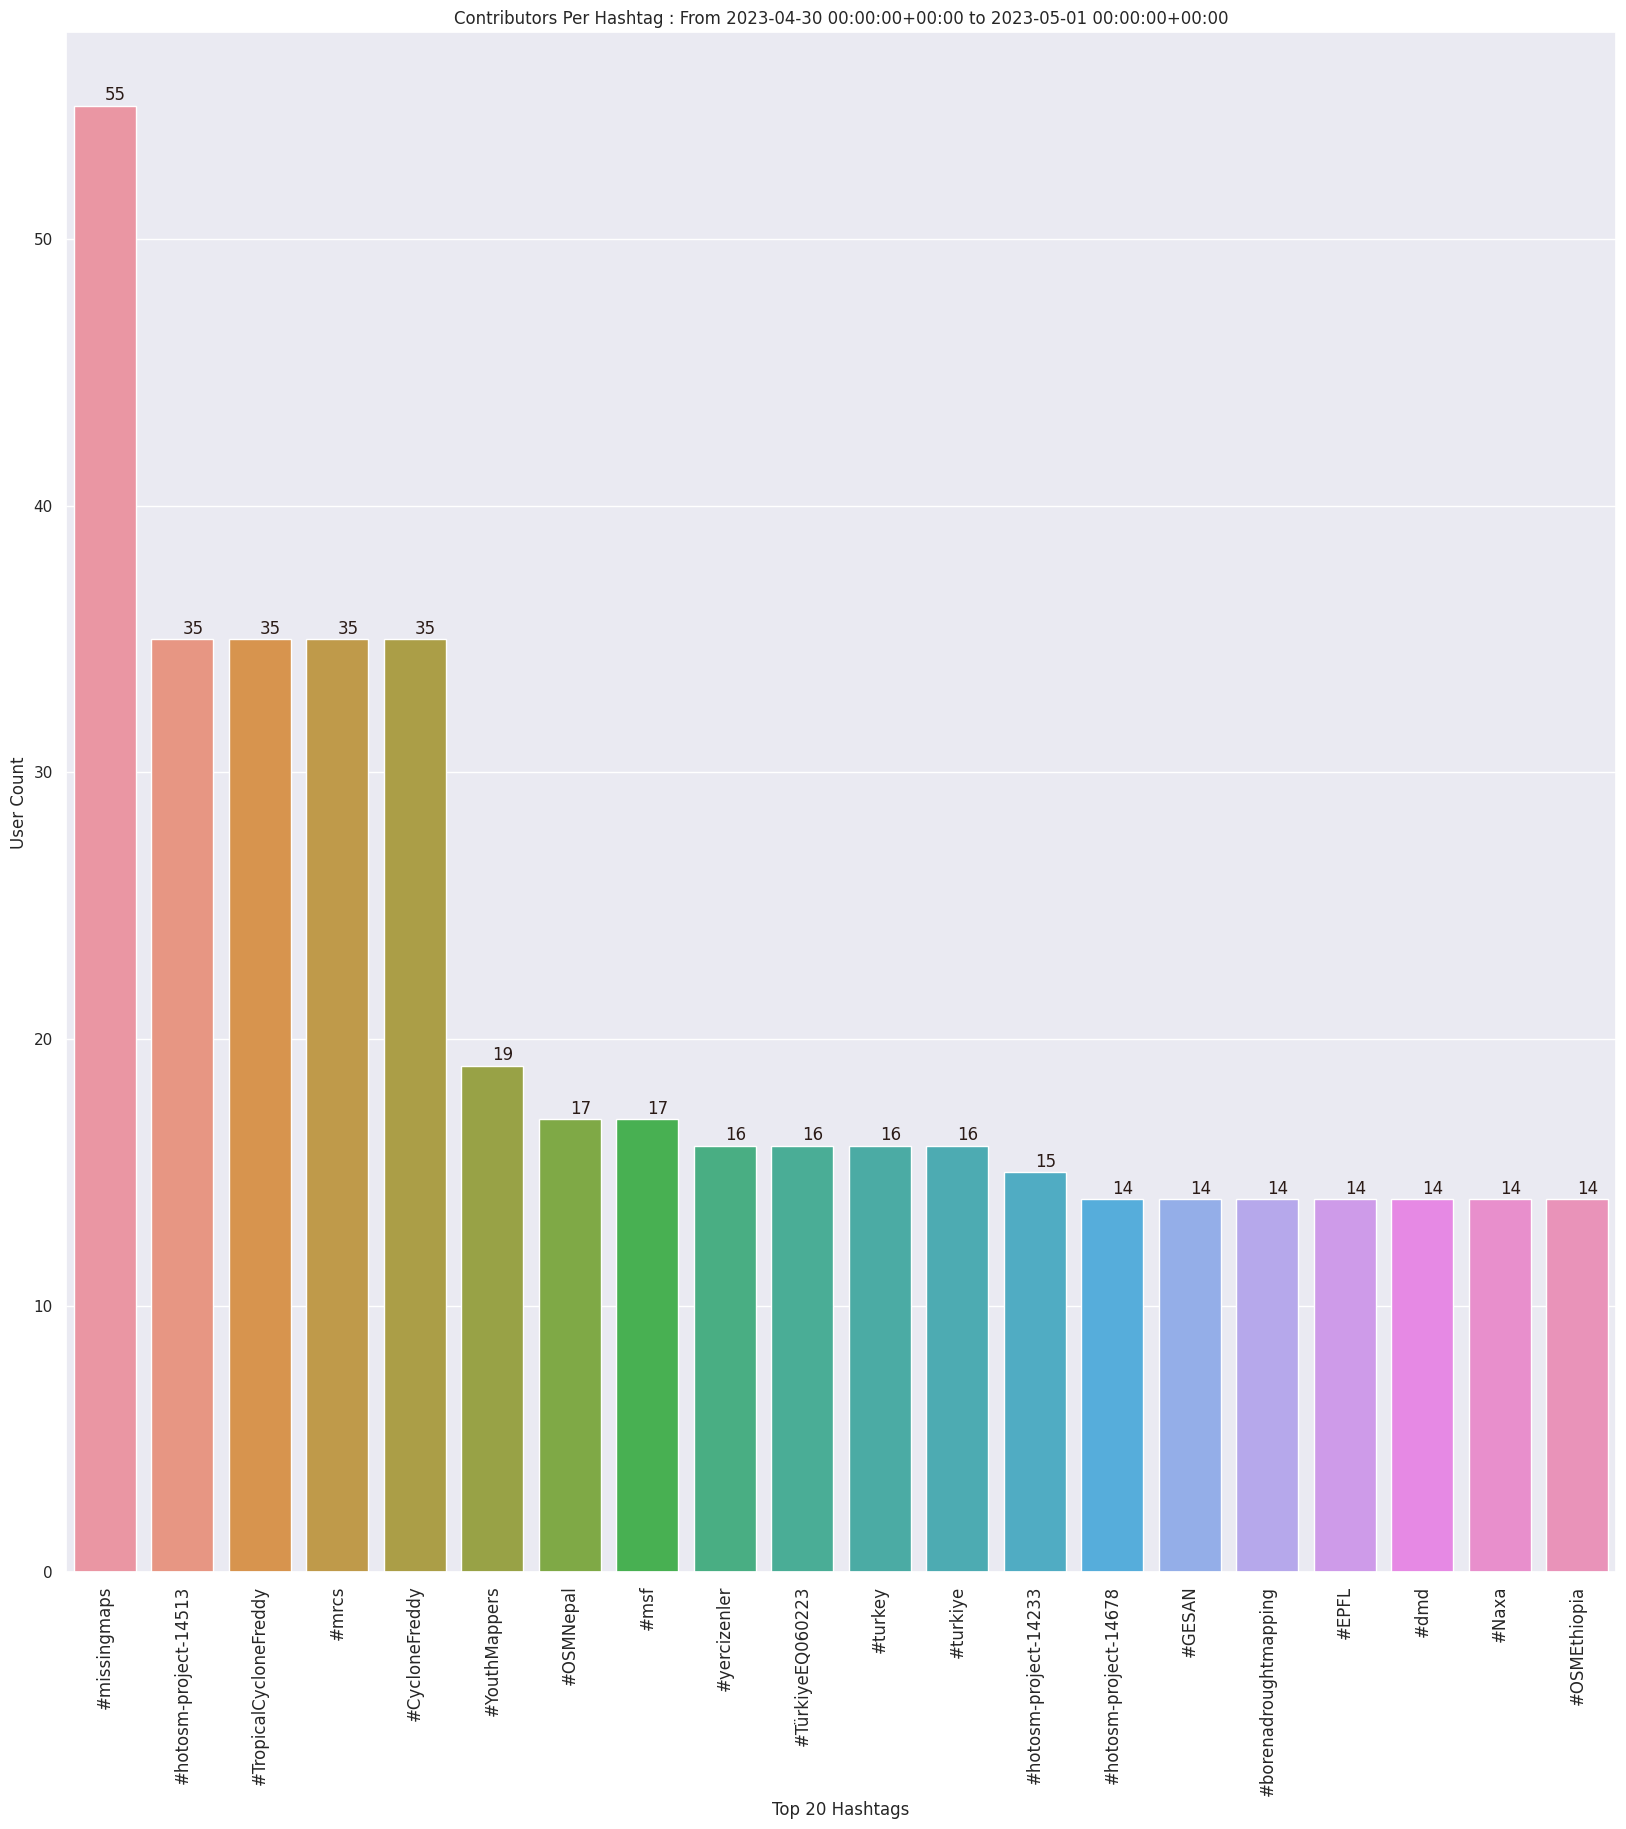 Contributors Per Hashtag : From 2023-04-30 00:00:00+00:00 to 2023-05-01 00:00:00+00:00
User Count
50
40
30
20
10
0
55
35
35
35
35
19
17
17
16
16
16
16
15
14
14
14
14
14
14
14
#missingmaps
#hotosm-project-14513
#TropicalCycloneFreddy
#mrcs
#CycloneFreddy
#YouthMappers
#OSMNepal
#msf
#yercizenler
#TürkiyeEQ060223
#turkey
#turkiye
#hotosm-project-14233
#hotosm-project-14678
#GESAN
#borenadroughtmapping
#EPFL
#dmd
#Naxa
#OSMEthiopia
Top 20 Hashtags